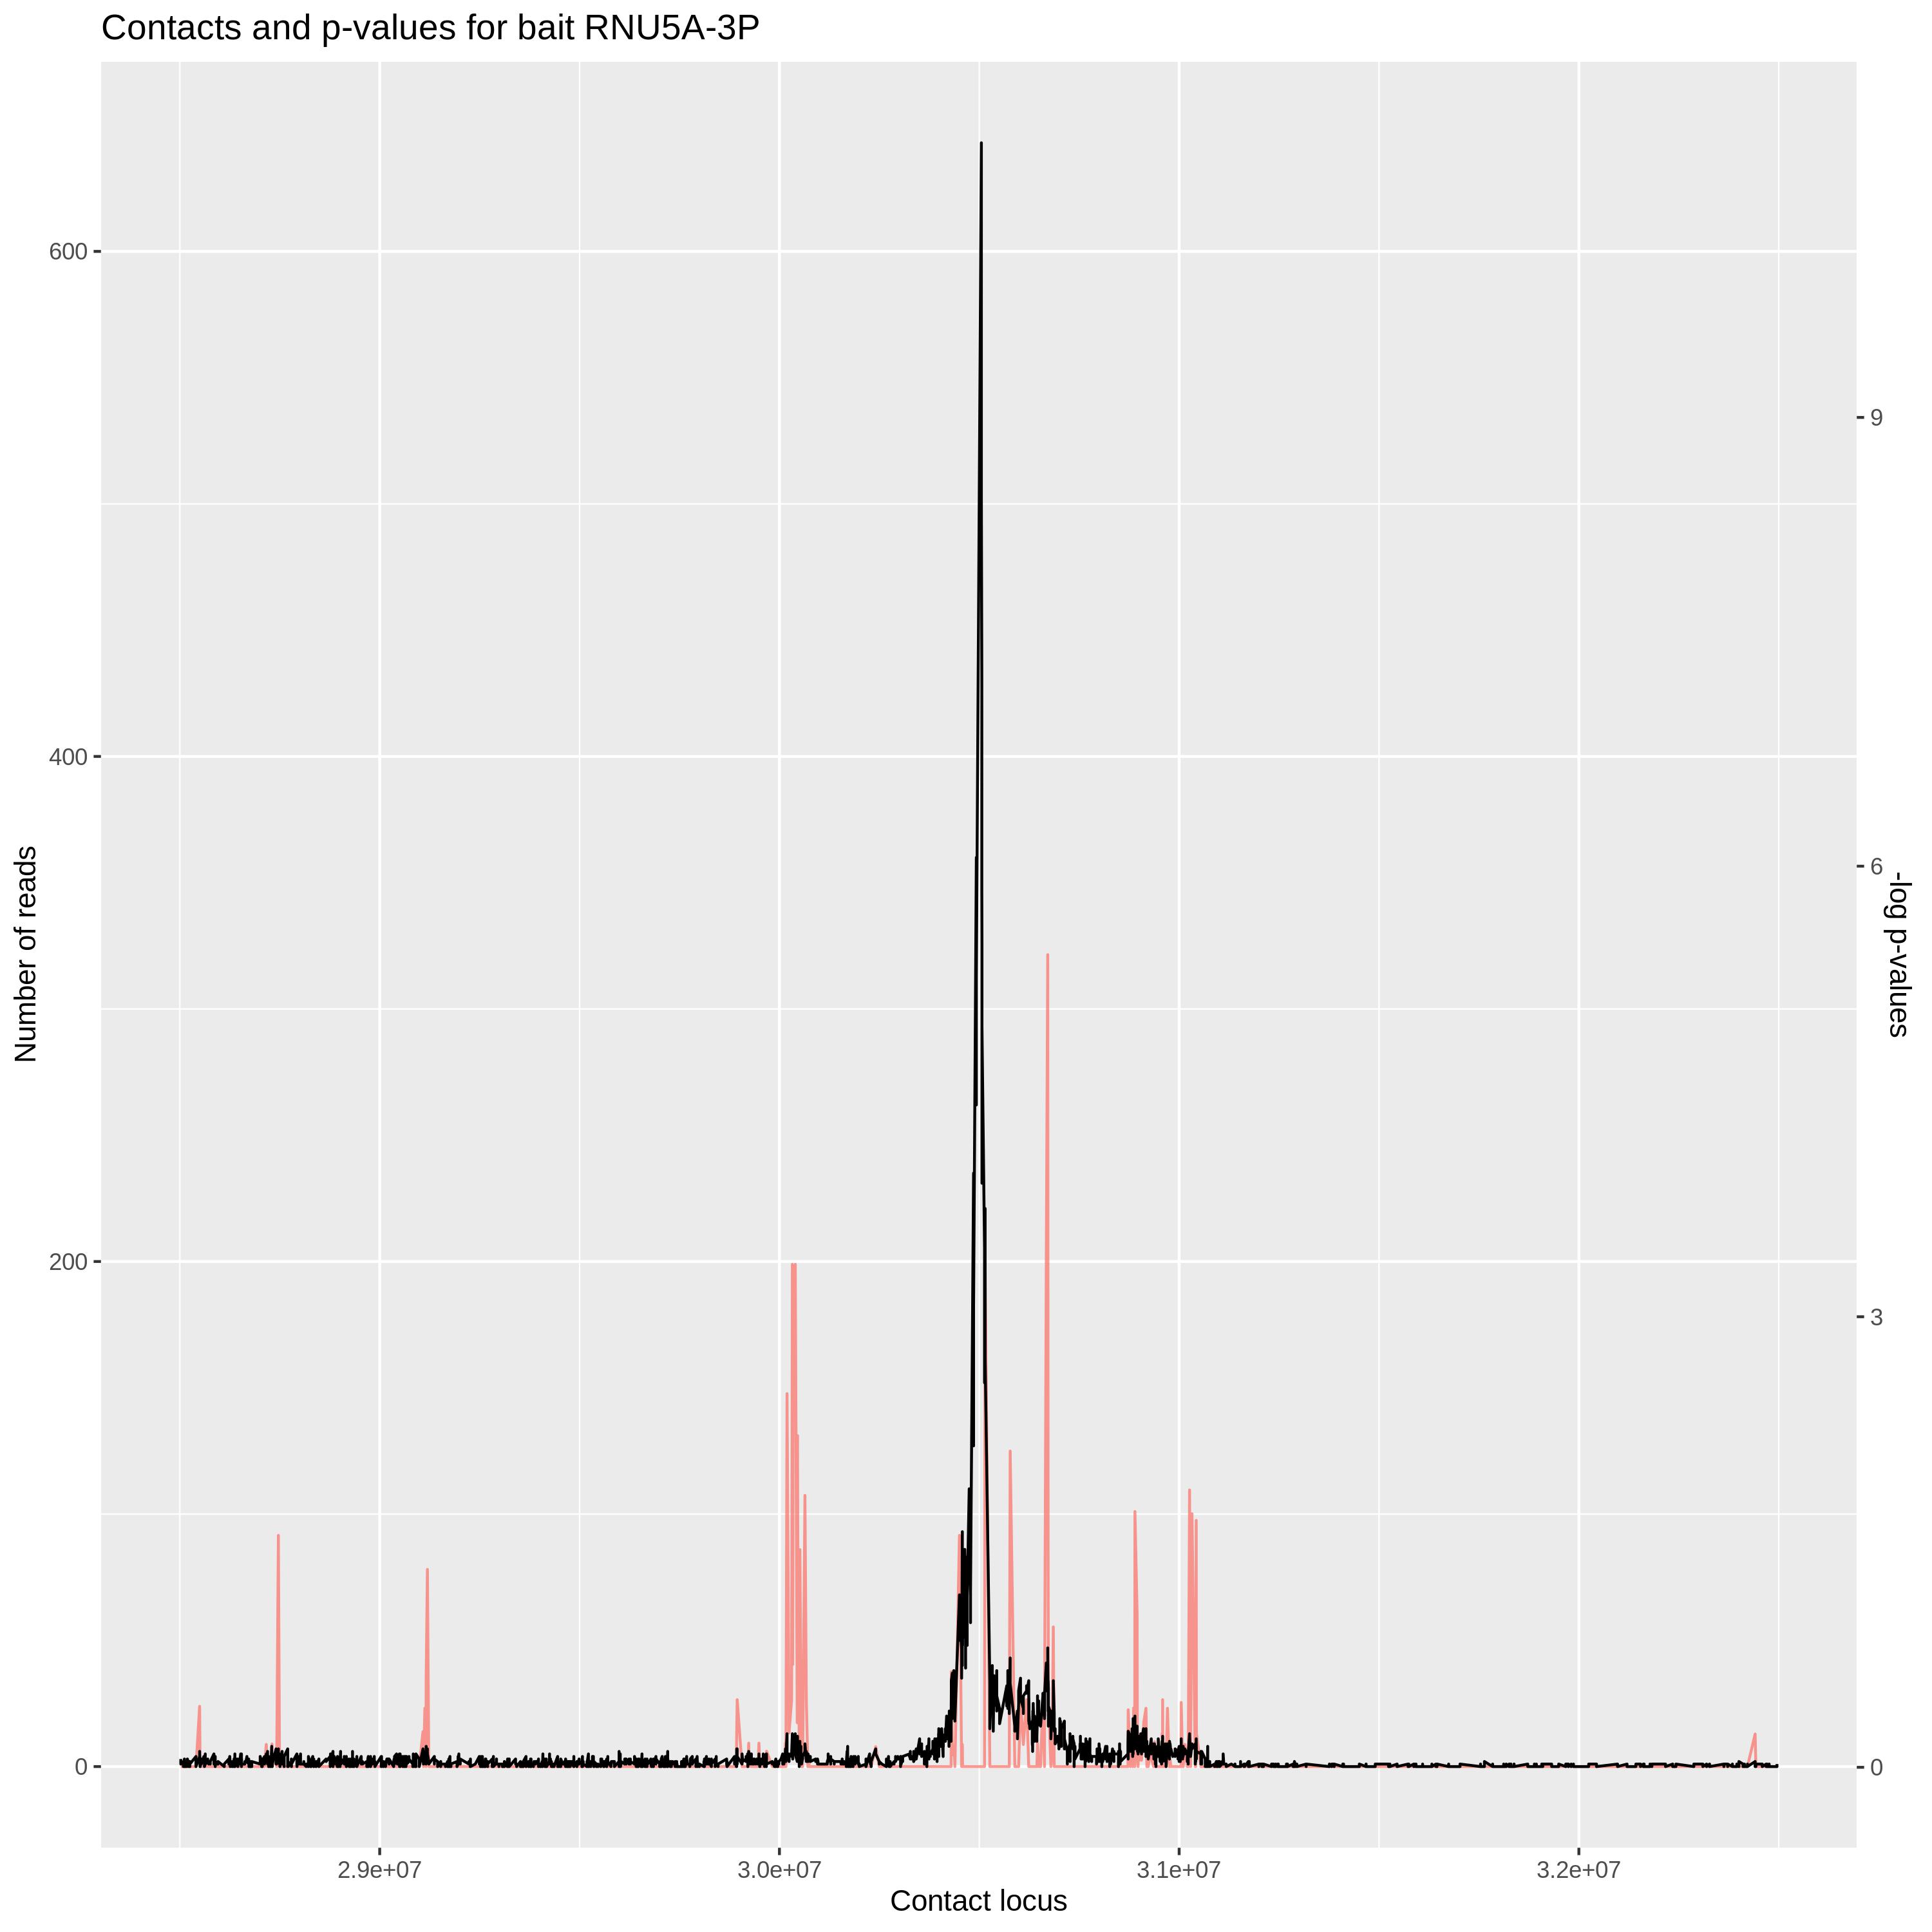 Contacts and p-values for bait RNU5A-3P
600
400
200
0
Number of reads
9
6
3
0
-log p-values
2.9e+07
3.0e+07
3.1e+07
3.2e+07
Contact locus